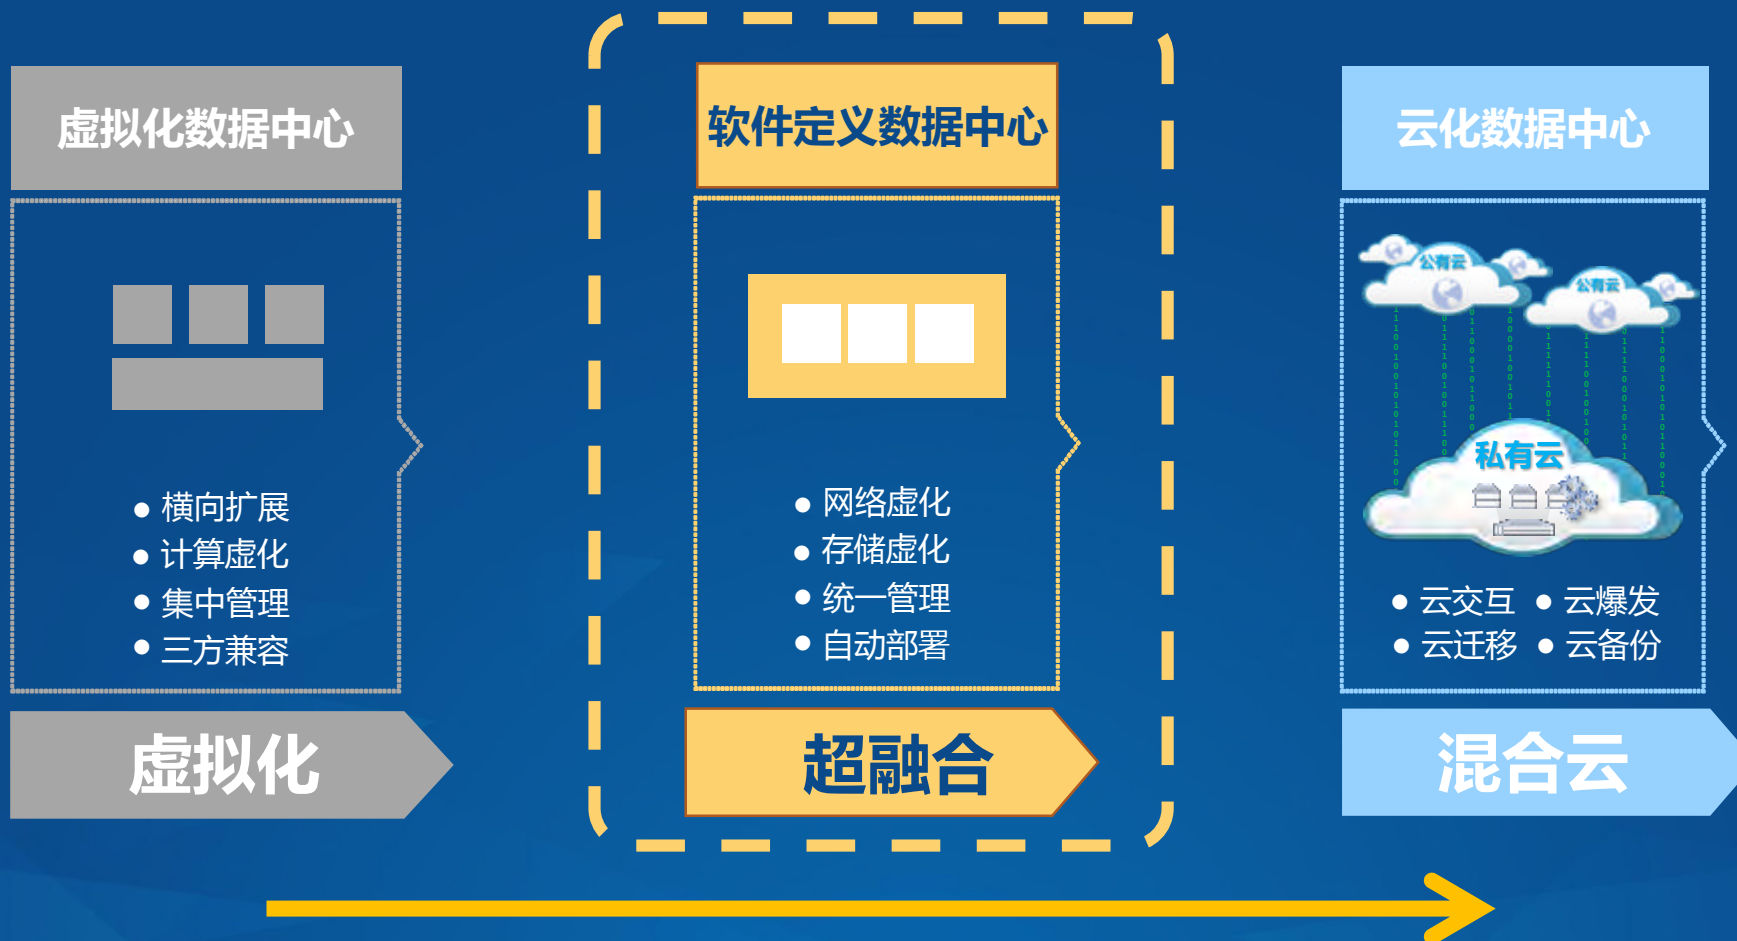 虚拟化数据中心
横向扩展
计算虚化
集中管理
三方兼容
虚拟化
软件定义数据中心
网络虚化
存储虚化
统一管理
自动部署
超融合
云化数据中心
公有云
公有云
私有云
云交互 云爆发
云迁移 云备份
混合云